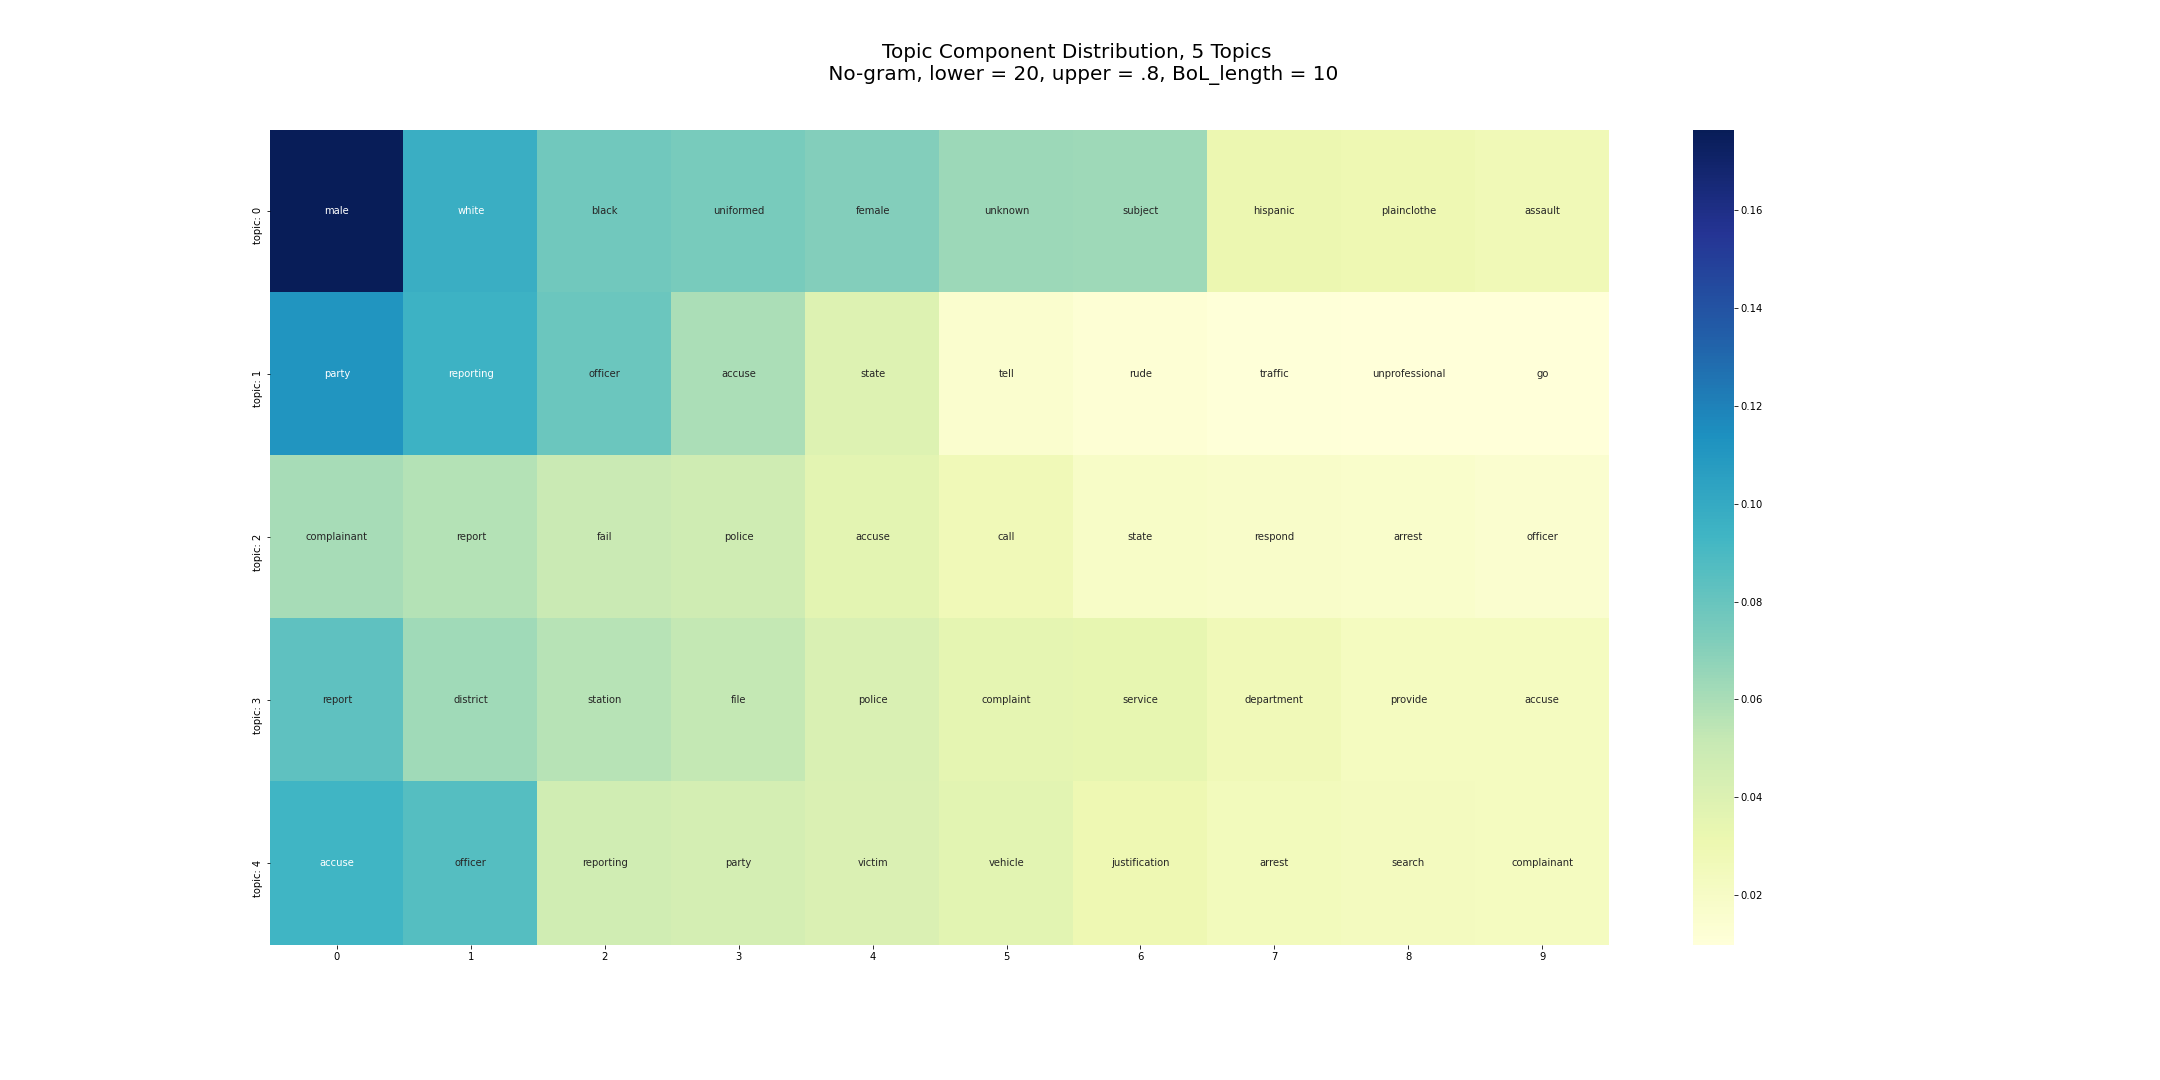 Topic Component Distribution, 5 Topics
No-gram, lower = 20, upper = .8, BoL_length = 10
topic: 0
male white black uniformed female unknown subject hispanic plainclothe assault
topic: 1
party reporting officer accuse state tell rude traffic unprofessional go
topic: 2
complainant report fail police accuse call state respond arrest officer
topic: 3
report district station file police complaint service department provide accuse
topic: 4
accuse officer reporting party victim vehicle justification arrest search complainant
0 1 2 3 4 5 6 7 8 9
0.16
0.14
0.12
0.10
0.08
0.06
0.04
0.02